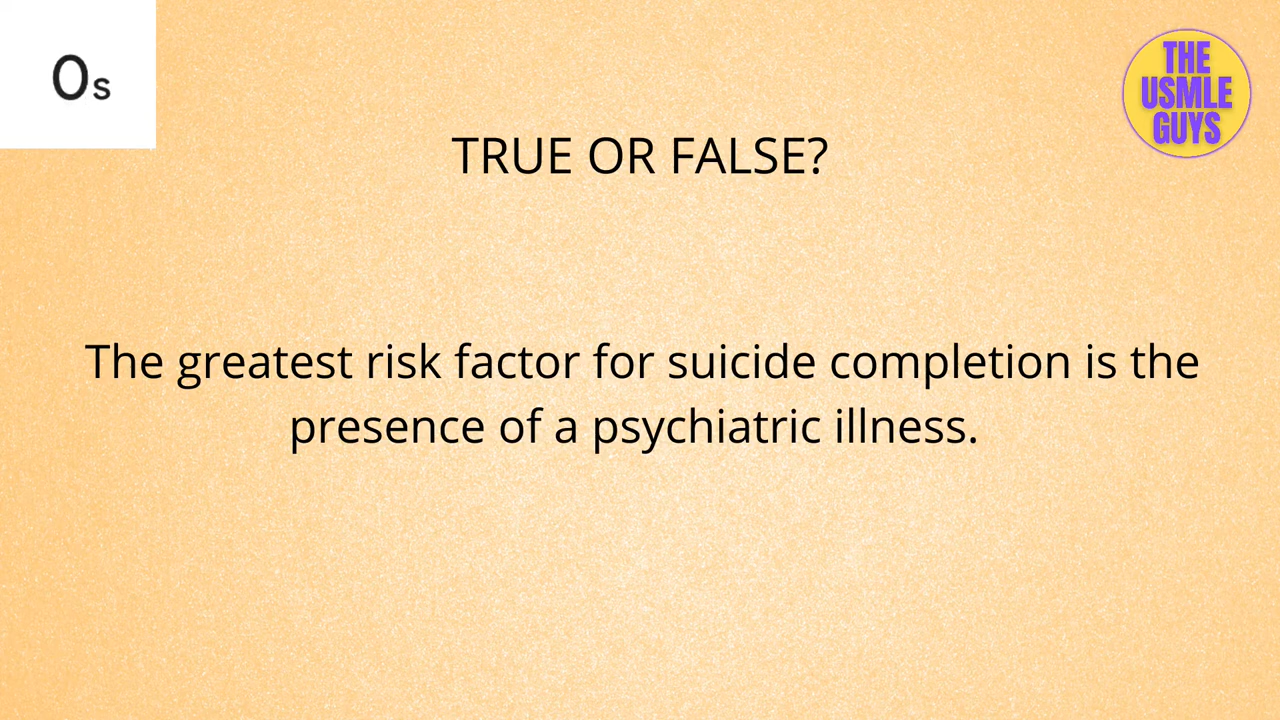 0s
THE
USMLE
GUYS
TRUE OR FALSE?
The greatest risk factor for suicide completion is the
presence of a psychiatric illness.